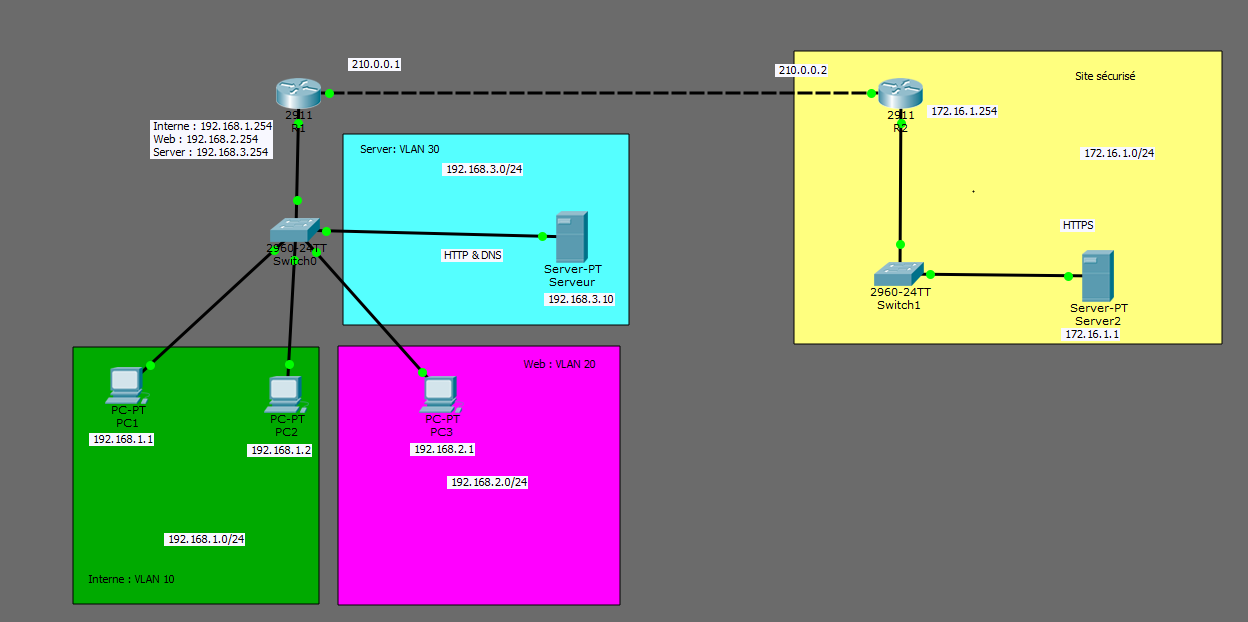 210.0.0.1
2911
R1
Interne : 192.168.1.254
Web : 192.168.2.254
Server : 192.168.3.254
Server: VLAN 30
192.168.3.0/24
HTTP & DNS
Server-PT
Serveur
192.168.3.10
2960-24TT
Switch0
PC-PT
PC1
192.168.1.1
PC-PT
PC2
192.168.1.2
192.168.1.0/24
Interne : VLAN 10
Web : VLAN 20
PC-PT
PC3
192.168.2.1
192.168.2.0/24
210.0.0.2
Site sécurisé
2911
R2
172.16.1.254
172.16.1.0/24
HTTPS
2960-24TT
Switch1
Server-PT
Server2
172.16.1.1